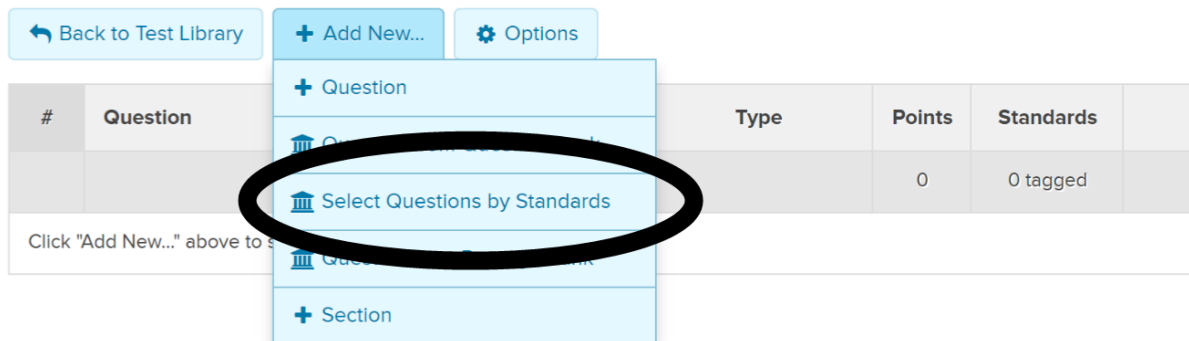 Back to Test Library
Add New...
Options
Question
# Question Type Points Standards
Select Questions by Standards
0 0 tagged
Click "Add New..." above to s
Section